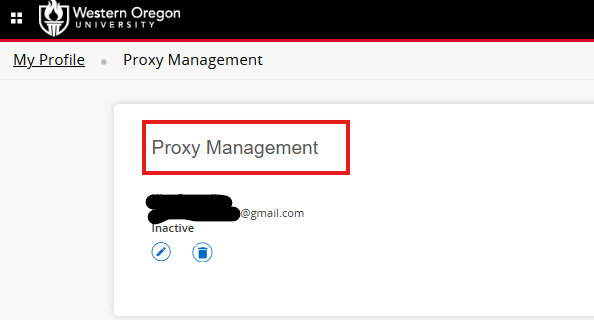 Western Oregon
UNIVERSITY
My Profile
Proxy Management
Proxy Management
@gmail.com
Inactive